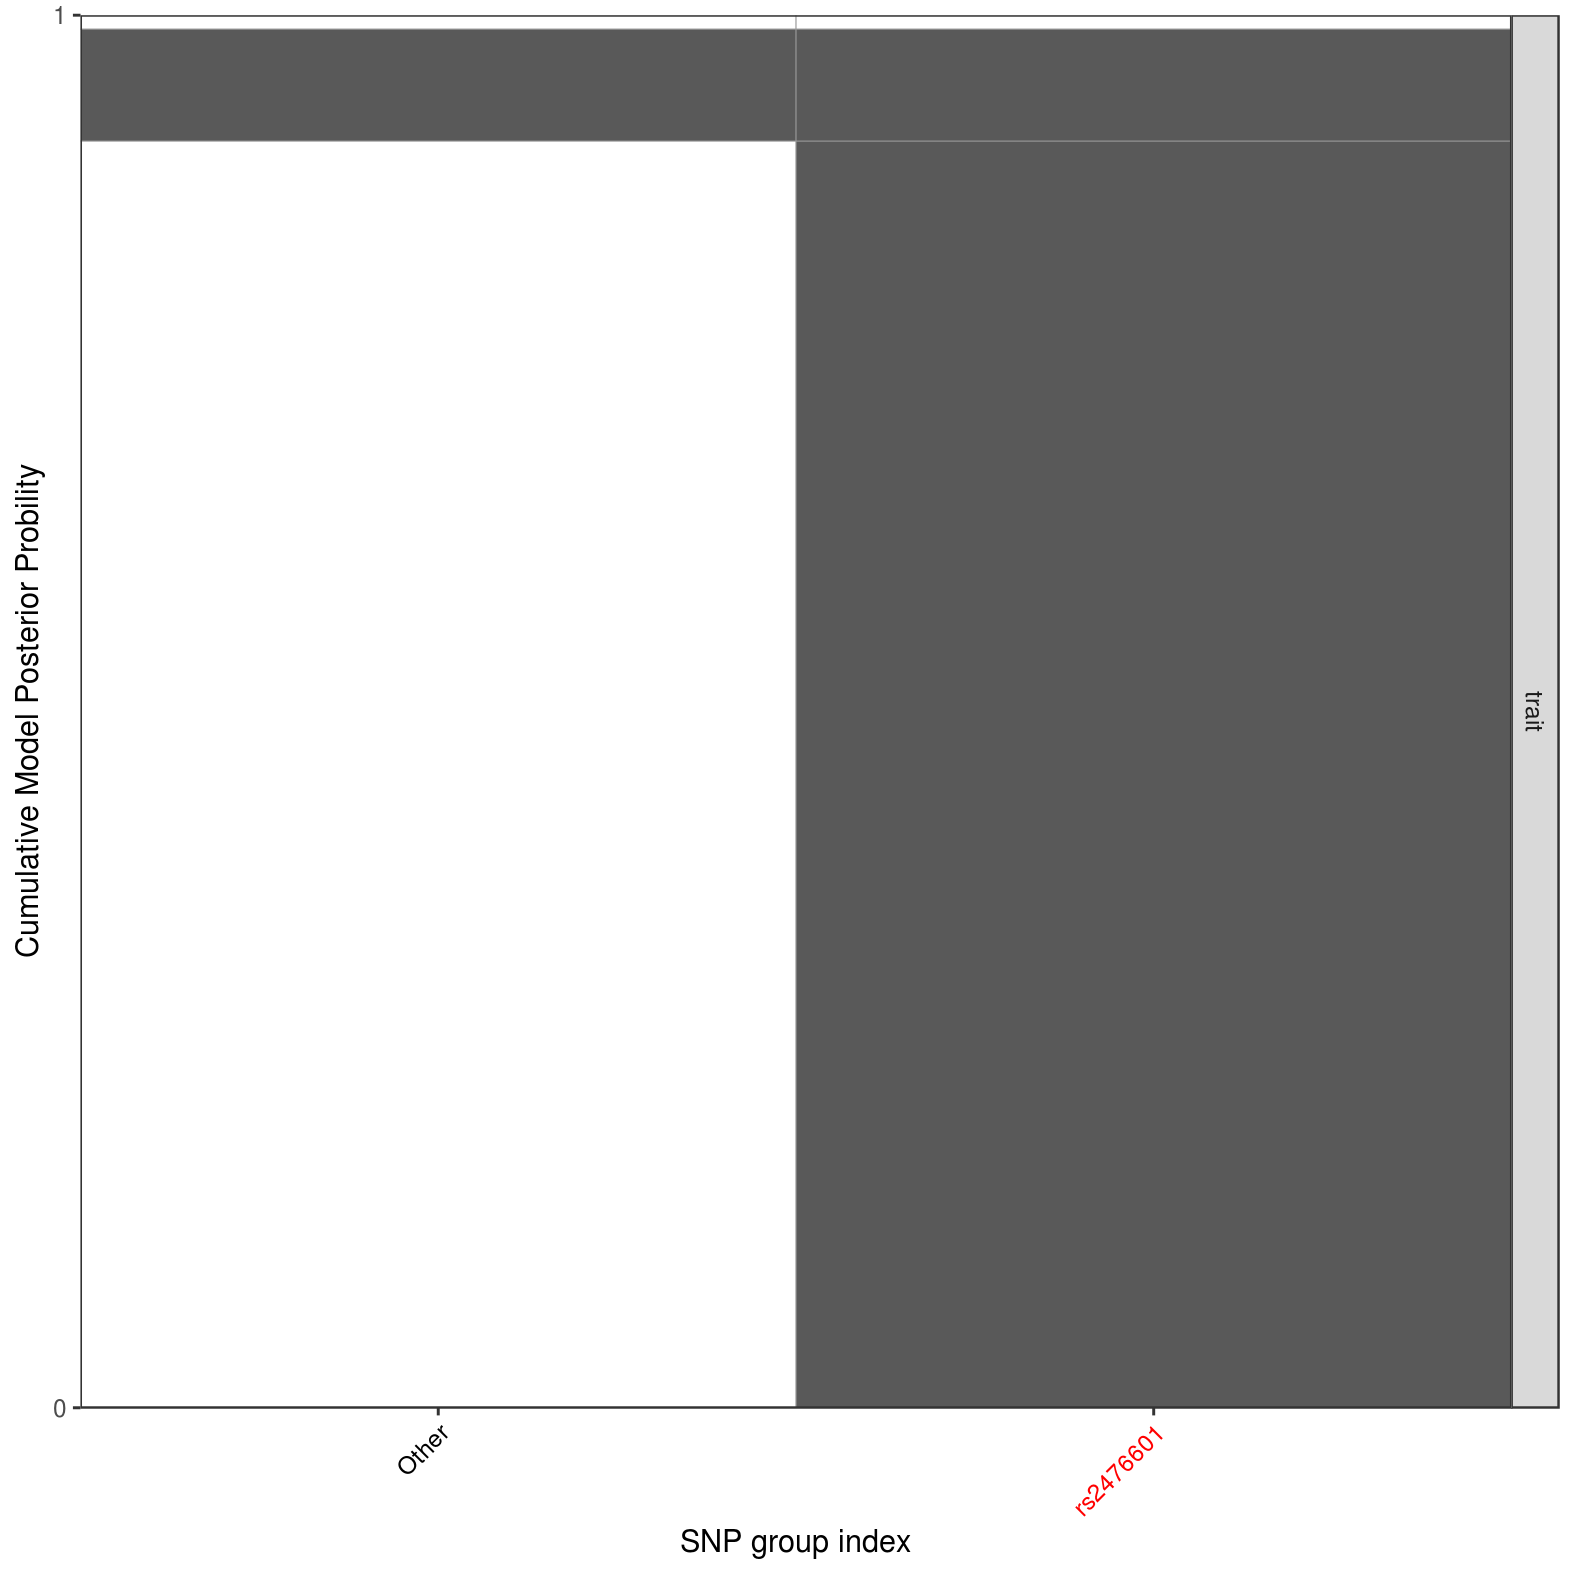 1
Cumulative Model Posterior Probility
trait
0
Other
rs2476601
SNP group index